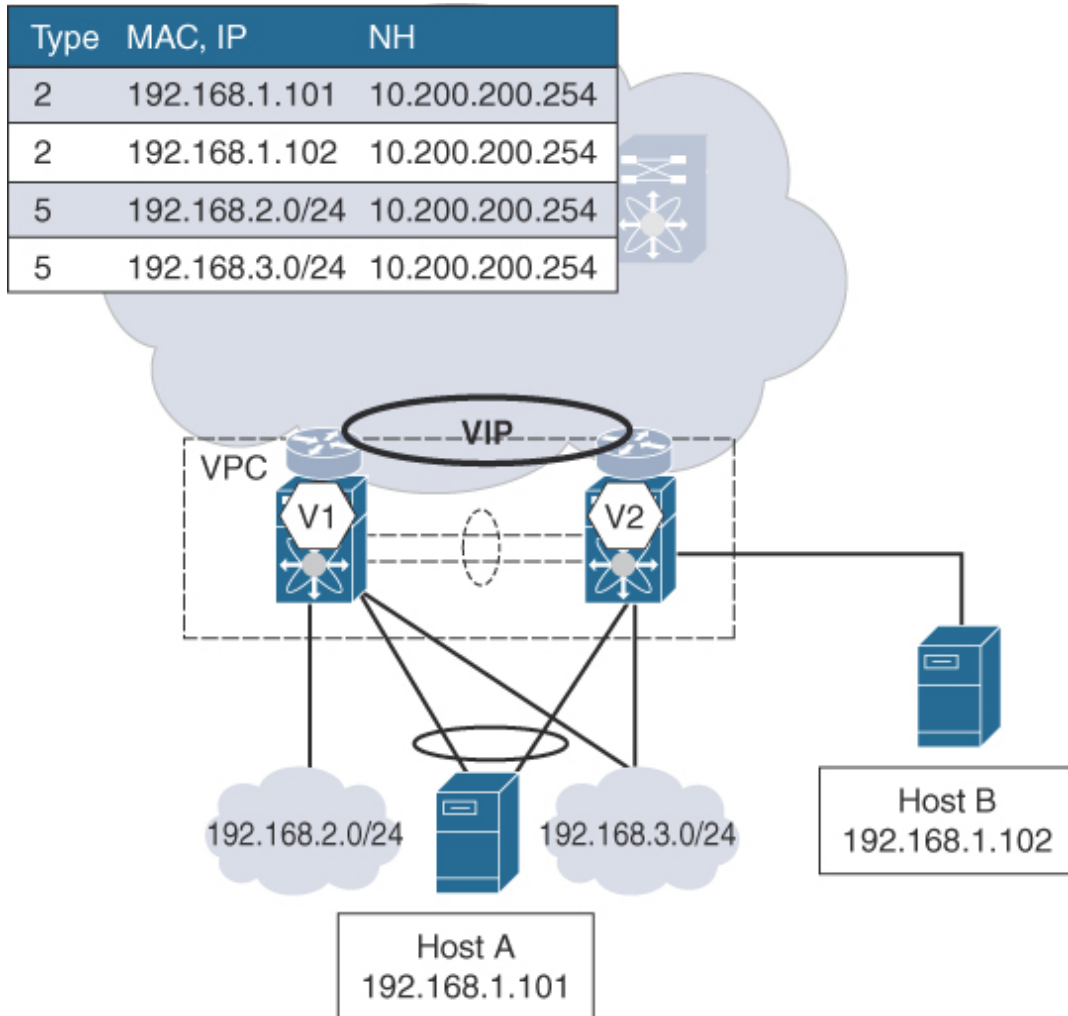 Type MAC, IP NH
2 192.168.1.101 10.200.200.254
2 192.168.1.102 10.200.200.254
5 192.168.2.0/24 10.200.200.254
5 192.168.3.0/24 10.200.200.254
VIP
VPC
V1 V2
192.168.2.0/24 192.168.3.0/24
Host B
192.168.1.102
Host A
192.168.1.101